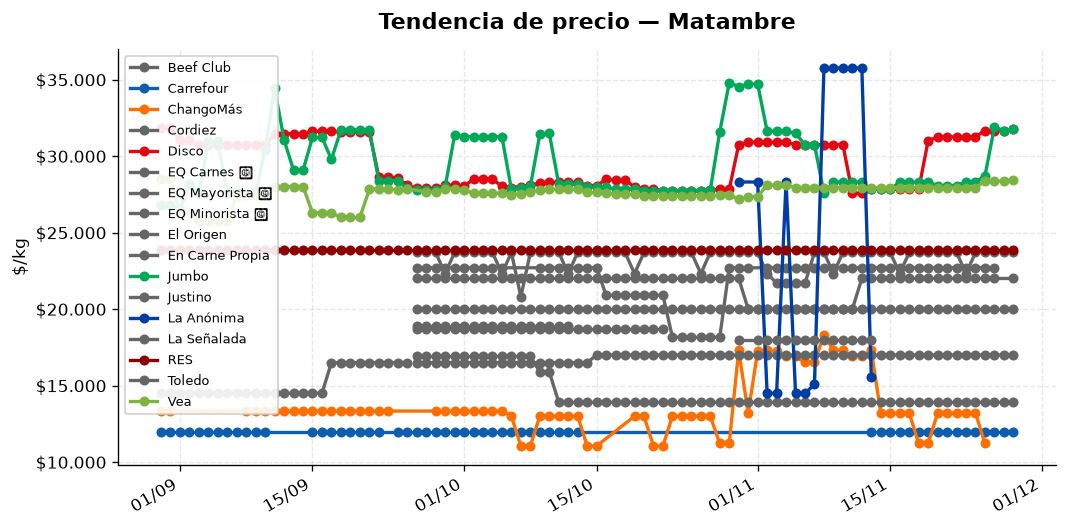 Tendencia de precio — Matambre
$/kg
$35.000
$30.000
$25.000
$20.000
$15.000
$10.000
Beef Club
Carrefour
ChangoMás
Cordiez
Disco
EQ Carnes
EQ Mayorista
EQ Minorista
El Origen
En Carne Propia
Jumbo
Justino
La Anónima
La Señalada
RES
Toledo
Vea
01/09
15/09
01/10
15/10
01/11
15/11
01/12